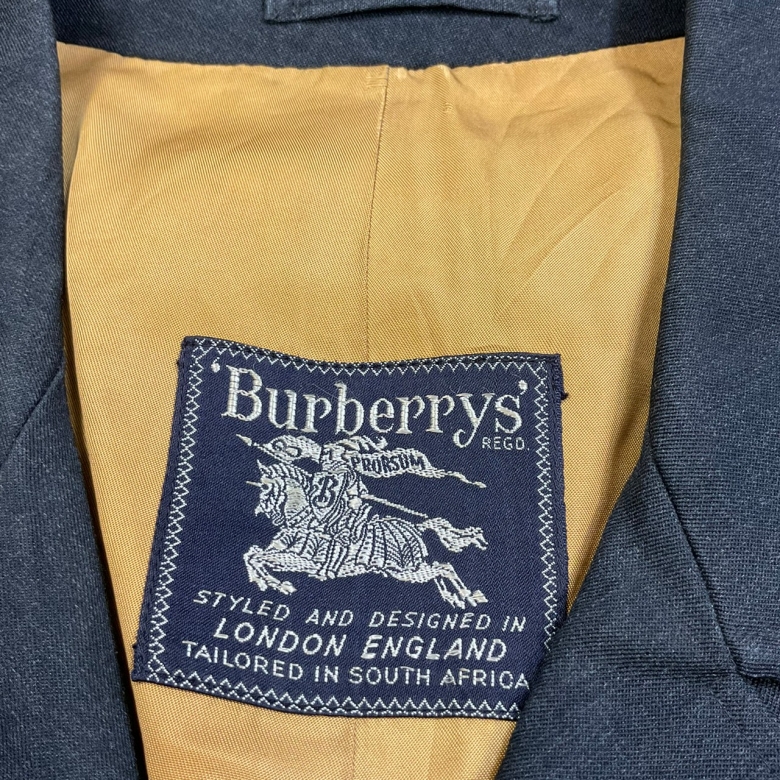 'Burberrys'
REGD.
PRORSUM
B
STYLED AND DESIGNED IN
LONDON ENGLAND
TAILORED IN SOUTH AFRICA